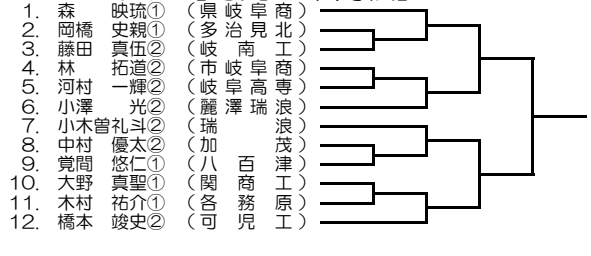 1. 森 映琉① (県岐阜商)
2. 岡橋 史親① (多治見北)
3. 藤田 真伍② (岐南工)
4. 林 拓道② (市岐阜商)
5. 河村 一輝② (岐阜高専)
6. 小澤 光② (麗澤瑞浪)
7. 小木曽礼斗② (瑞浪)
8. 中村 優太② (加茂)
9. 覚間 悠仁① (八百津)
10. 大野 真聖① (関商工)
11. 木村 祐介① (各務原)
12. 橋本 竣史② (可児工)